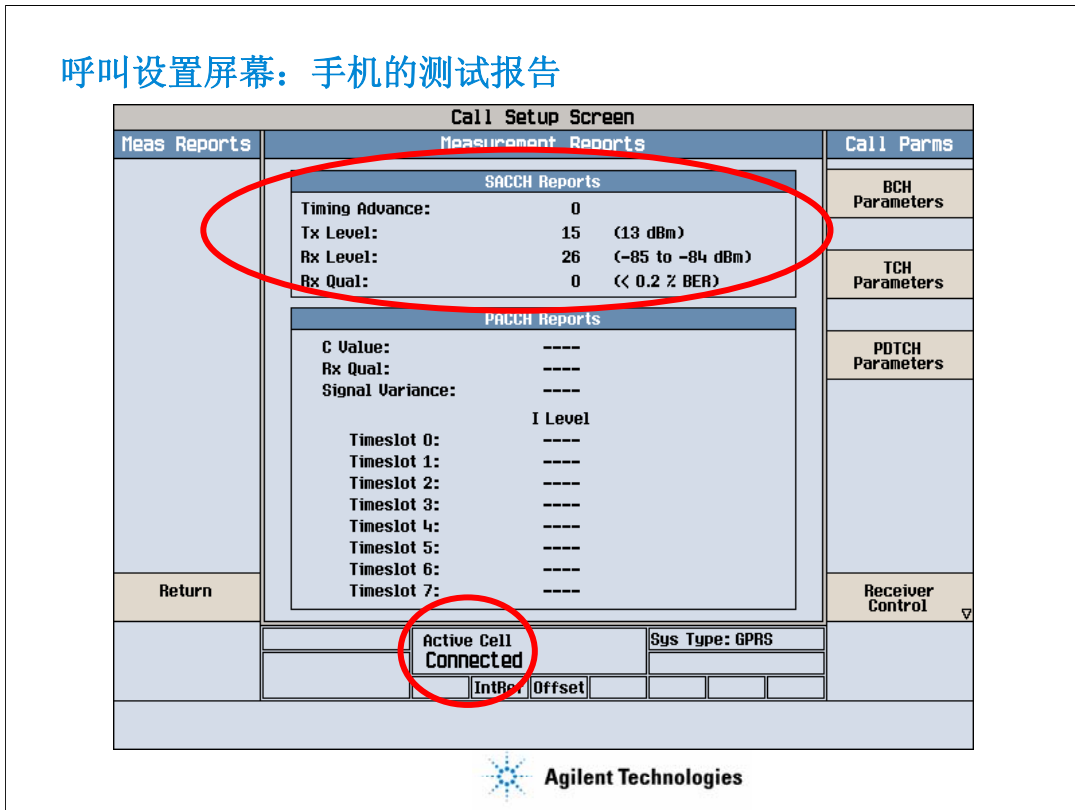 呼叫设置屏幕：手机的测试报告
Call Setup Screen
Meas Reports
Measurement Reports
Call Parms
SACCH Reports
Timing Advance: 0
Tx Level: 15 (13 dBm)
Rx Level: 26 (-85 to -84 dBm)
Rx Qual: 0 (< 0.2 % BER)
PACCH Reports
C Value: ----
Rx Qual: ----
Signal Variance: ----
I Level
Timeslot 0: ----
Timeslot 1: ----
Timeslot 2: ----
Timeslot 3: ----
Timeslot 4: ----
Timeslot 5: ----
Timeslot 6: ----
Timeslot 7: ----
BCH
Parameters
TCH
Parameters
PDTCH
Parameters
Return
Receiver
Control
Active Cell
Connected
Sys Type: GPRS
IntRef
Offset
Agilent Technologies